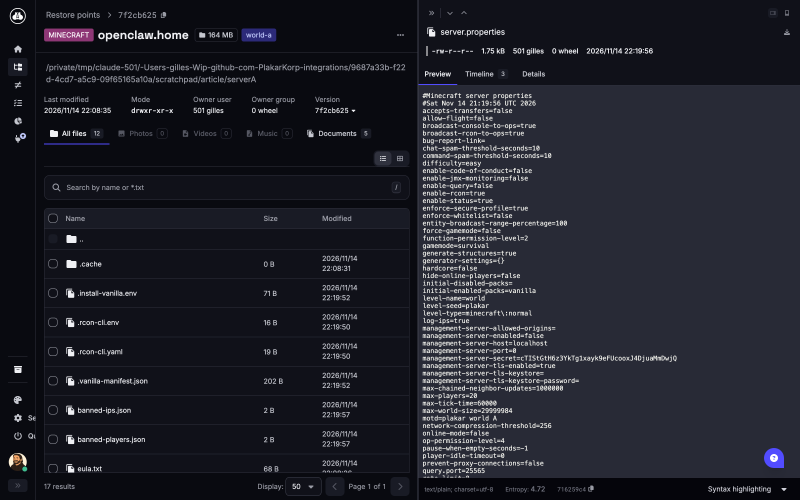 Restore points > 7f2cb625
MINECRAFT openclaw.home 164 MB world-a
/private/tmp/claude-501/-Users-gilles-Wip-github-com-PlakarKorp-integrations/9687a33b-f22
d-4cd7-a5c9-09f65165a10a/scratchpad/article/serverA
Last modified Mode Owner user Owner group Version
2026/11/14 22:08:35 drwxr-xr-x 501 gilles 0 wheel 7f2cb625
All files 12 Photos 0 Videos 0 Music 0 Documents 5
Search by name or *.txt /
Name Size Modified
..
.cache 0 B 2026/11/14 22:08:31
.install-vanilla.env 71 B 2026/11/14 22:19:52
.rcon-cli.env 16 B 2026/11/14 22:19:50
.rcon-cli.yaml 19 B 2026/11/14 22:19:50
.vanilla-manifest.json 202 B 2026/11/14 22:19:52
banned-ips.json 2 B 2026/11/14 22:19:57
banned-players.json 2 B 2026/11/14 22:19:57
eula.txt 68 B 2026/11/14
17 results Display: 50 Page 1 of 1
Se
Qu
server.properties
-rw-r--r-- 1.75 kB 501 gilles 0 wheel 2026/11/14 22:19:56
Preview Timeline 3 Details
#Minecraft server properties
#Sat Nov 14 21:19:56 UTC 2026
accepts-transfers=false
allow-flight=false
broadcast-console-to-ops=true
broadcast-rcon-to-ops=true
bug-report-link=
chat-spam-threshold-seconds=10
command-spam-threshold-seconds=10
difficulty=easy
enable-code-of-conduct=false
enable-jmx-monitoring=false
enable-query=false
enable-rcon=true
enable-status=true
enforce-secure-profile=true
enforce-whitelist=false
entity-broadcast-range-percentage=100
force-gamemode=false
function-permission-level=2
gamemode=survival
generate-structures=true
generator-settings={}
hardcore=false
hide-online-players=false
initial-disabled-packs=
initial-enabled-packs=vanilla
level-name=world
level-seed=plakar
level-type=minecraft\:normal
log-ips=true
management-server-allowed-origins=
management-server-enabled=false
management-server-host=localhost
management-server-port=0
management-server-secret=cTIStGtH6z3YkTg1xayk9eFUcooxJ4DjuaMmDwjQ
management-server-tls-enabled=true
management-server-tls-keystore=
management-server-tls-keystore-password=
max-chained-neighbor-updates=1000000
max-players=20
max-tick-time=60000
max-world-size=29999984
motd=plakar world A
network-compression-threshold=256
online-mode=false
op-permission-level=4
pause-when-empty-seconds=-1
player-idle-timeout=0
prevent-proxy-connections=false
query.port=25565
text/plain; charset=utf-8 Entropy: 4.72 716259c4 Syntax highlighting